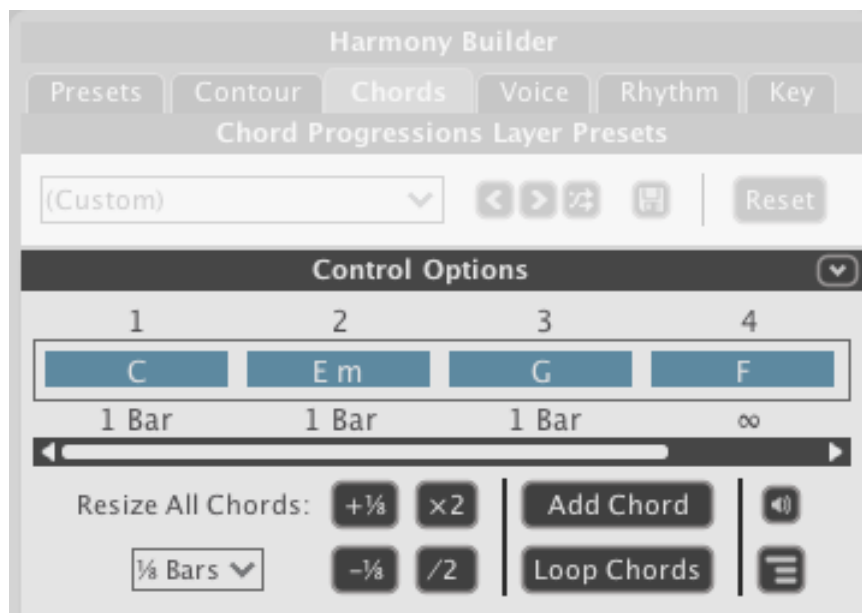 Harmony Builder
Presets Contour Chords Voice Rhythm Key
Chord Progressions Layer Presets
(Custom) Reset
Control Options
1 2 3 4
C E m G F
1 Bar 1 Bar 1 Bar ∞
Resize All Chords: +⅛ ×2 Add Chord
⅛ Bars -⅛ /2 Loop Chords